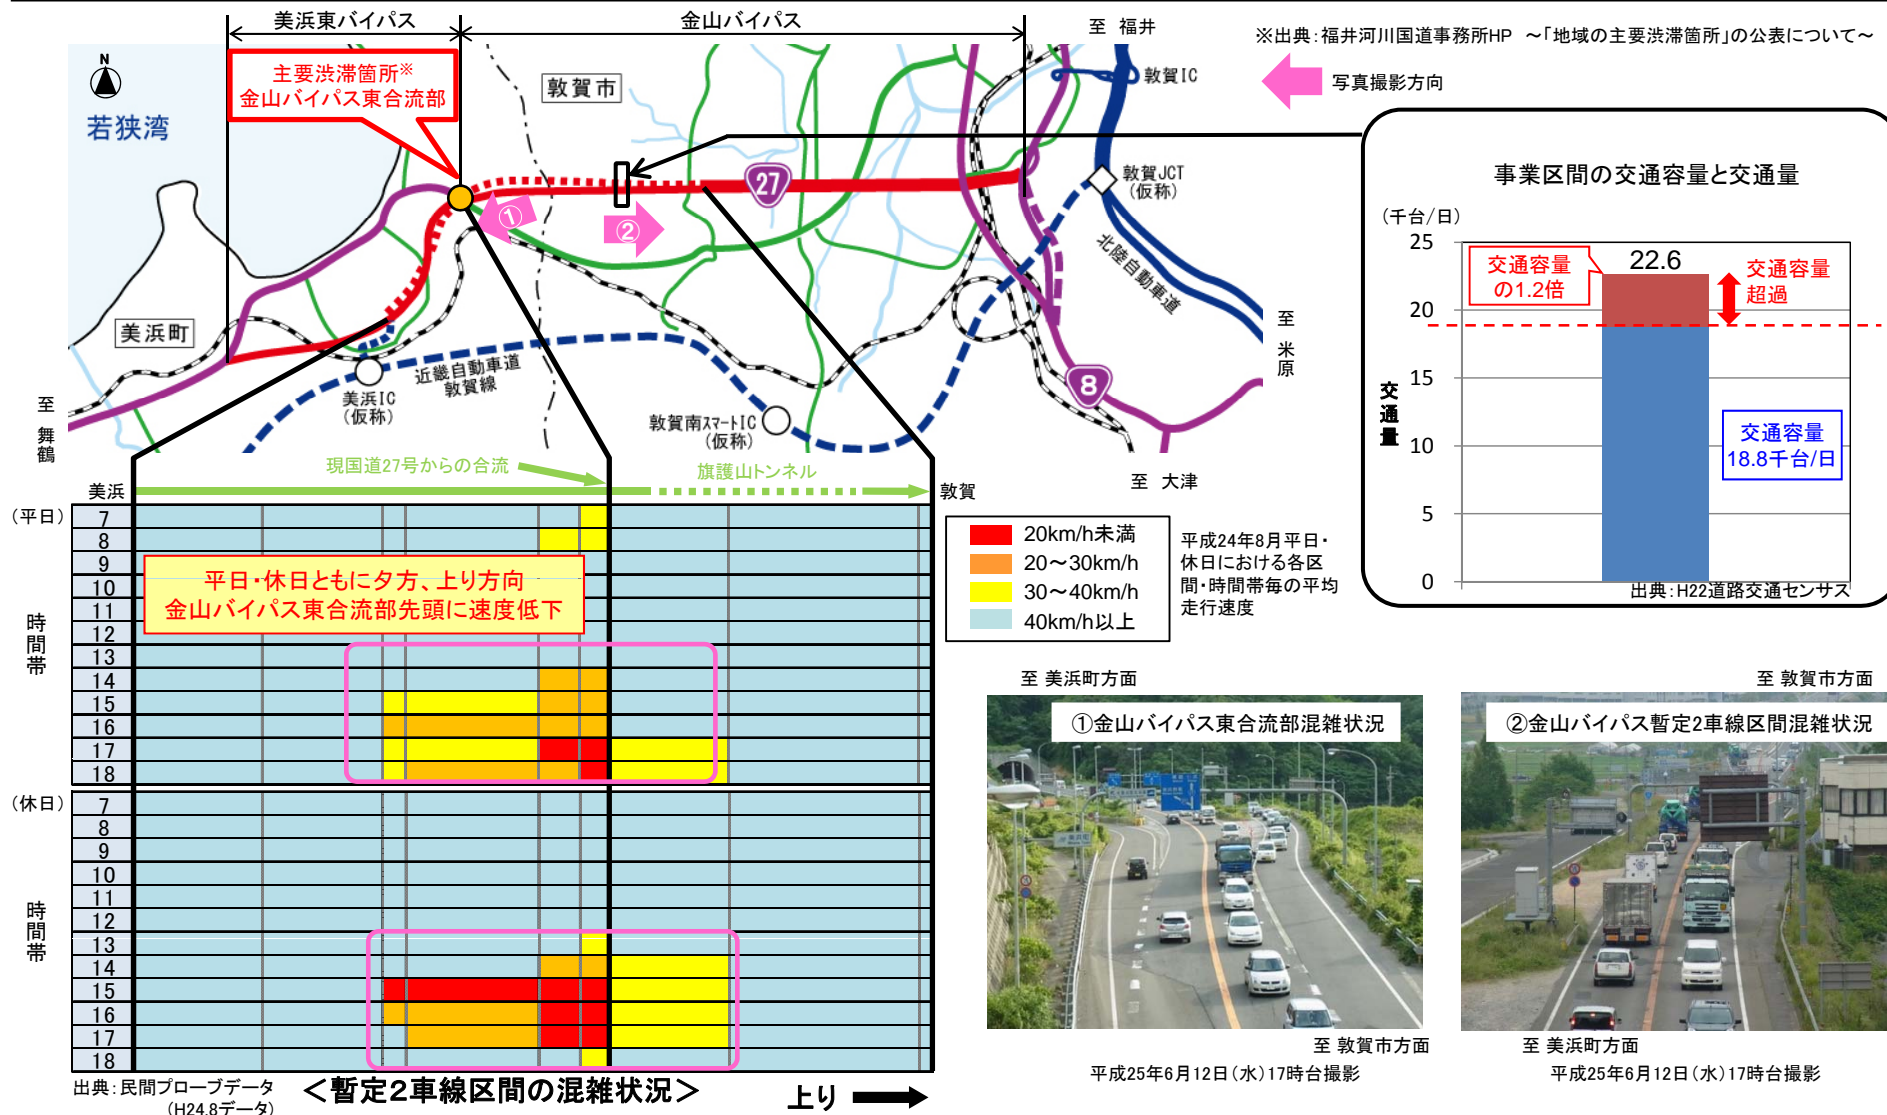 美浜東バイパス
金山バイパス
至 福井
※出典：福井河川国道事務所HP ～「地域の主要渋滞箇所」の公表について～
写真撮影方向
N
若狭湾
主要渋滞箇所※
金山バイパス東合流部
敦賀市
敦賀IC
27
敦賀JCT
(仮称)
①
②
北陸自動車道
美浜町
至 米原
8
近畿自動車道
敦賀線
美浜IC
(仮称)
敦賀南スマートIC
(仮称)
至 舞鶴
至 大津
事業区間の交通容量と交通量
(千台/日)
25
20
15
10
5
0
交通量
22.6
交通容量
の1.2倍
交通容量
超過
交通容量
18.8千台/日
出典：H22道路交通センサス
現国道27号からの合流
旗護山トンネル
美浜
敦賀
(平日)
時間帯
7
8
9
10
11
12
13
14
15
16
17
18
平日・休日ともに夕方、上り方向
金山バイパス東合流部先頭に速度低下
(休日)
時間帯
7
8
9
10
11
12
13
14
15
16
17
18
20km/h未満
20～30km/h
30～40km/h
40km/h以上
平成24年8月平日・
休日における各区
間・時間帯毎の平均
走行速度
出典：民間プローブデータ
(H24.8データ)
＜暫定2車線区間の混雑状況＞
上り
至 美浜町方面
①金山バイパス東合流部混雑状況
至 敦賀市方面
平成25年6月12日(水)17時台撮影
至 敦賀市方面
②金山バイパス暫定2車線区間混雑状況
至 美浜町方面
平成25年6月12日(水)17時台撮影